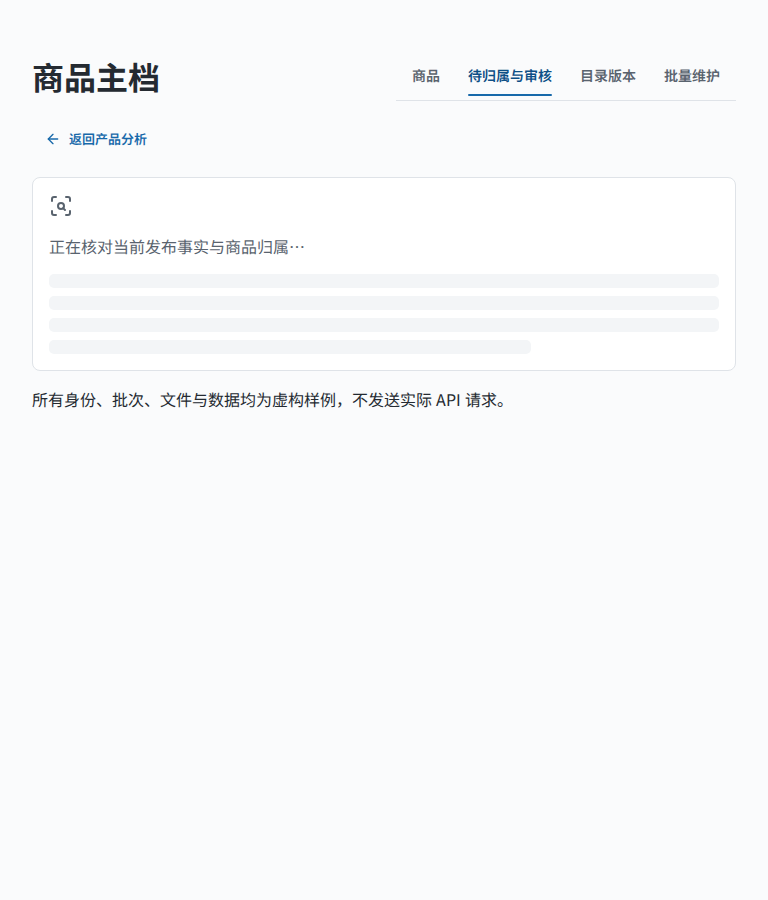 商品主档
商品 待归属与审核 目录版本 批量维护
返回产品分析
正在核对当前发布事实与商品归属…
所有身份、批次、文件与数据均为虚构样例，不发送实际 API 请求。